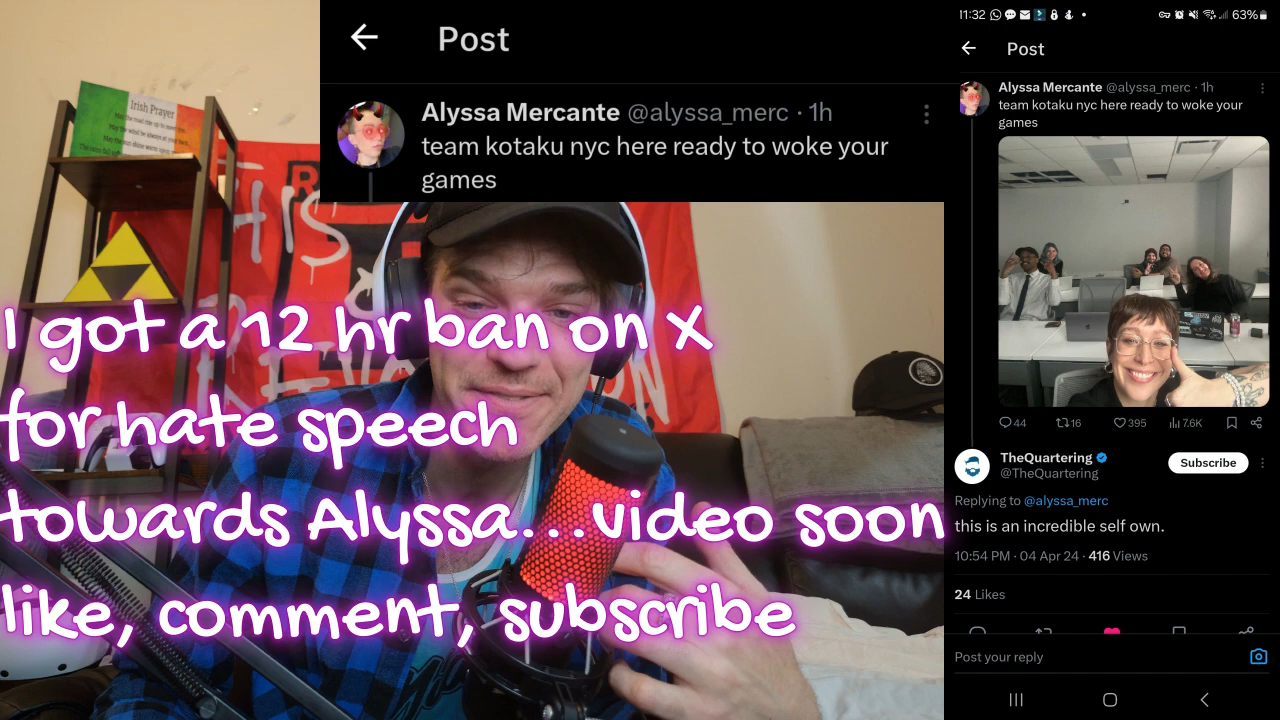 Post
Alyssa Mercante @alyssa_merc · 1h
team kotaku nyc here ready to woke your
games
Irish Prayer
THIS
I got a 12 hr ban on X
for hate speech
towards Alyssa...video soon
like, comment, subscribe
11:32
63%
Post
Alyssa Mercante @alyssa_merc · 1h
team kotaku nyc here ready to woke your
games
44 16 395 7.6K
TheQuartering
@TheQuartering
Subscribe
Replying to @alyssa_merc
this is an incredible self own.
10:54 PM · 04 Apr 24 · 416 Views
24 Likes
Post your reply